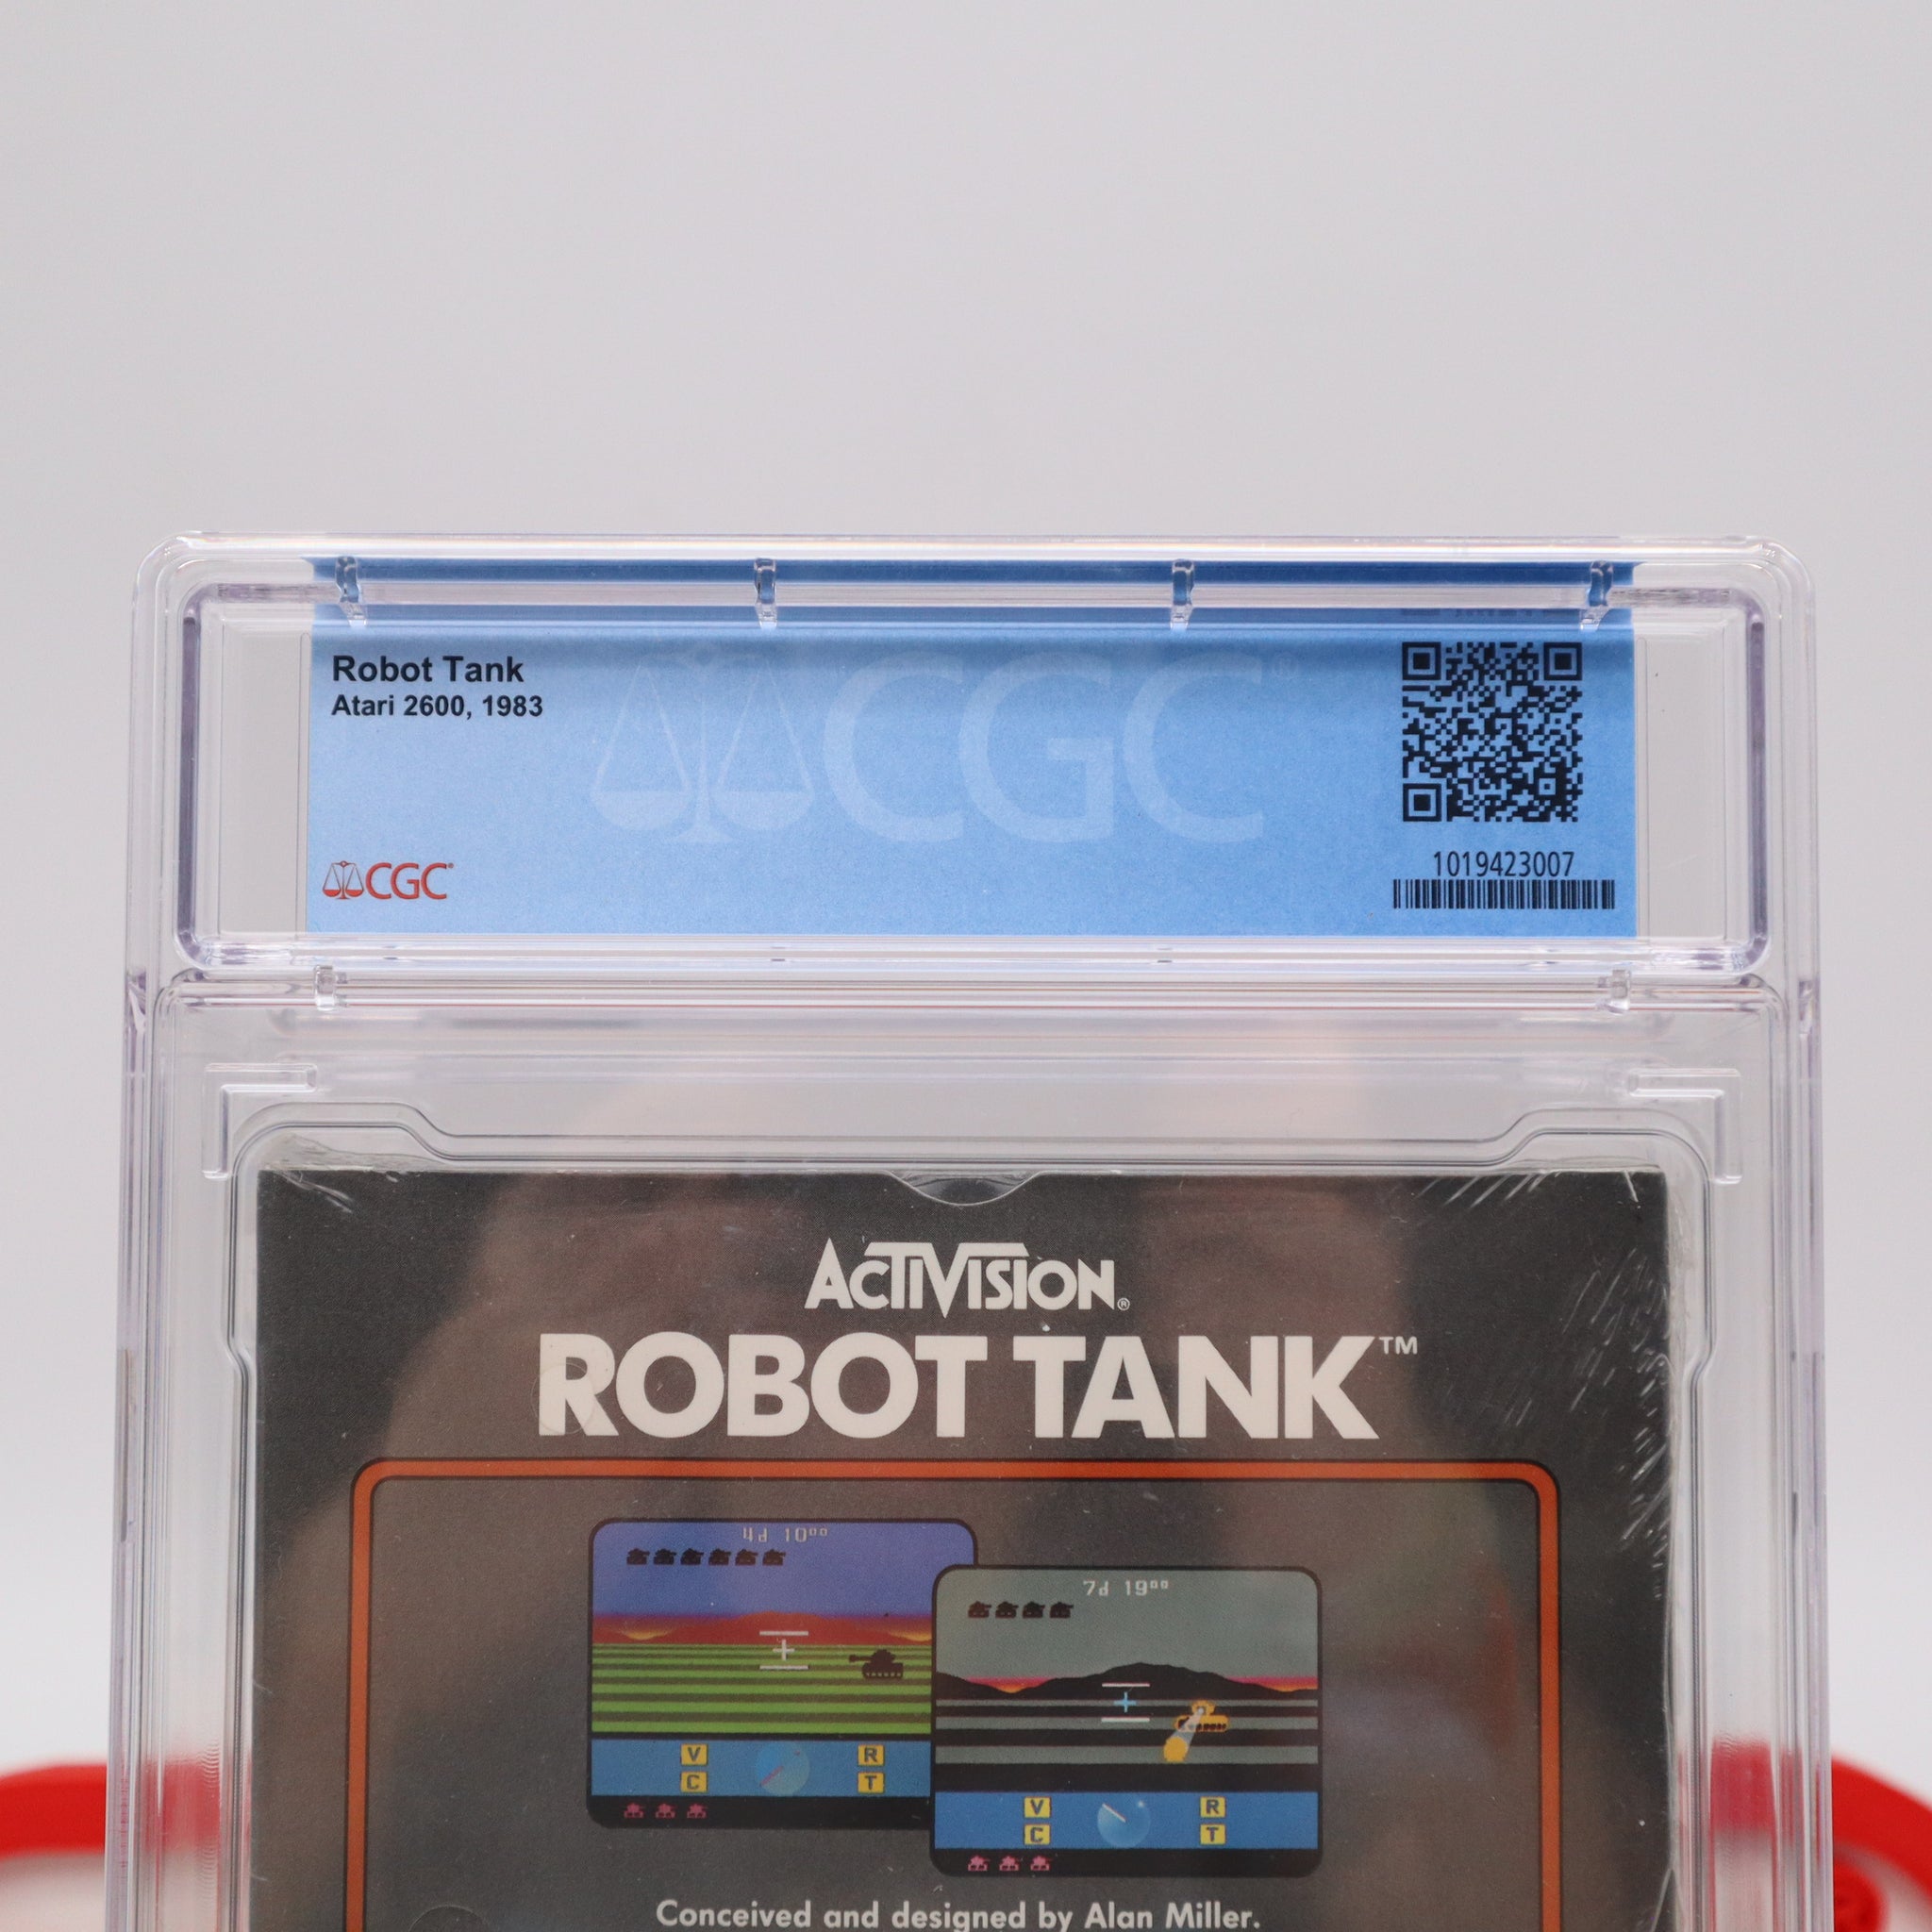 Robot Tank
Atari 2600, 1983
CGC®
CGC®
1019423007
ACTIVISION®
ROBOT TANK™
4d 10⁰⁰
7d 19⁰⁰
V R
C T
V R
C T
Conceived and designed by Alan Miller.